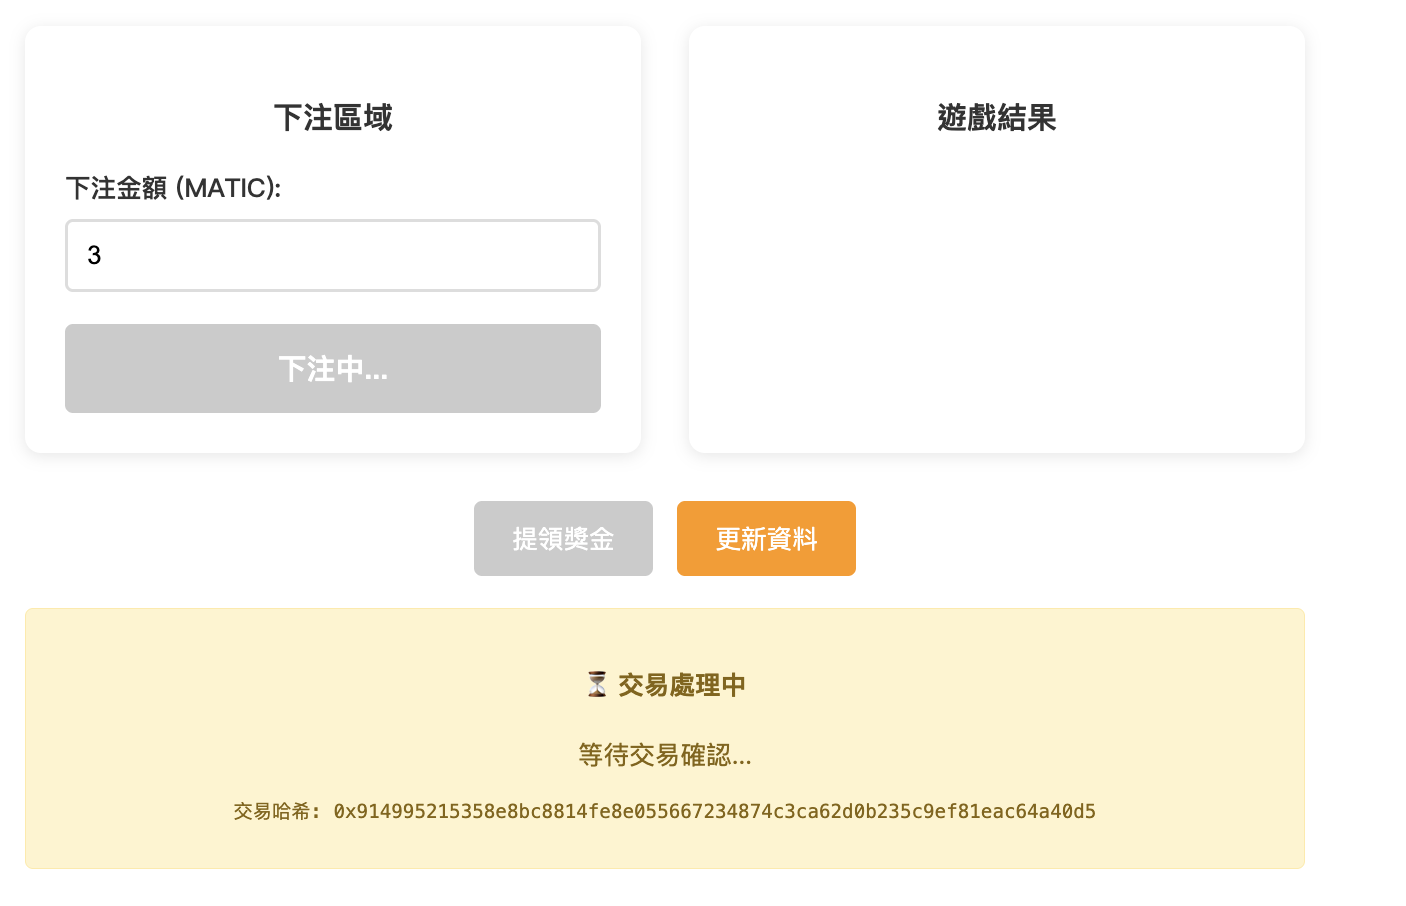 下注區域
下注金額 (MATIC):
3
下注中...
遊戲結果
提領獎金
更新資料
⏳ 交易處理中
等待交易確認...
交易哈希: 0x914995215358e8bc8814fe8e055667234874c3ca62d0b235c9ef81eac64a40d5